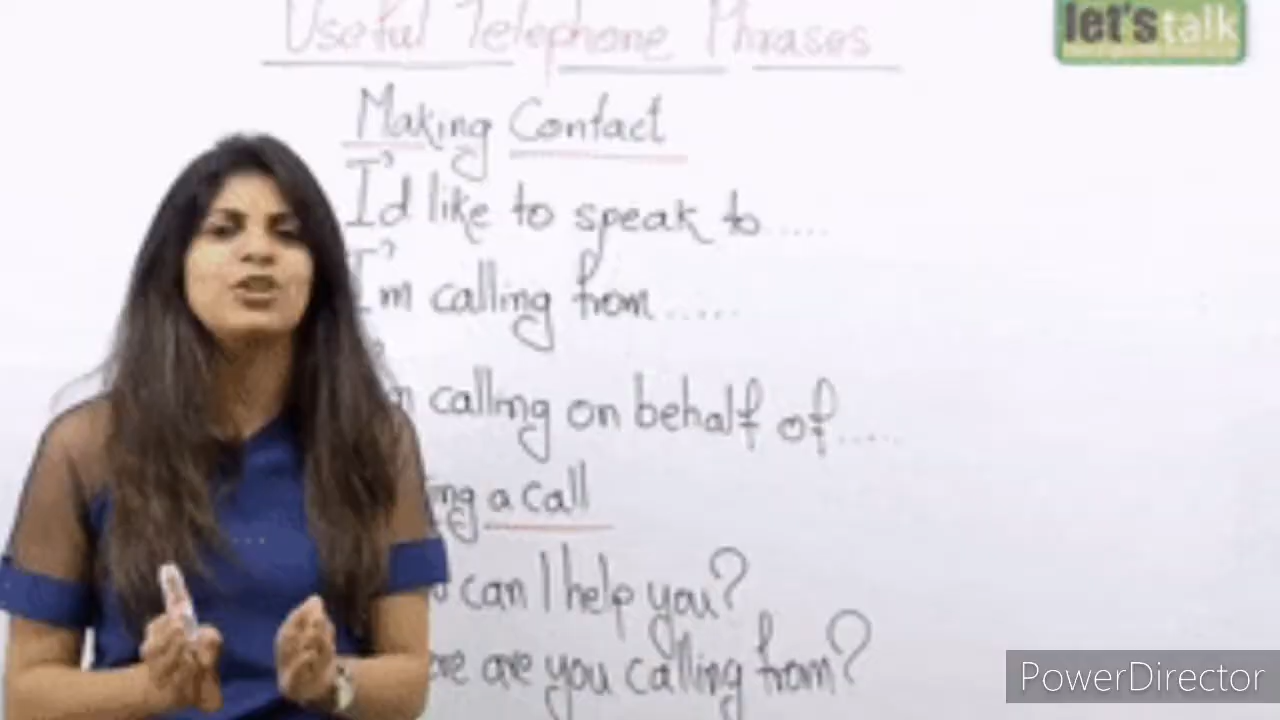 Useful Telephone Phrases
let's talk
Making Contact
I'd like to speak to ....
I'm calling from .....
calling on behalf of .....
a call
can I help you?
are you calling from?
PowerDirector